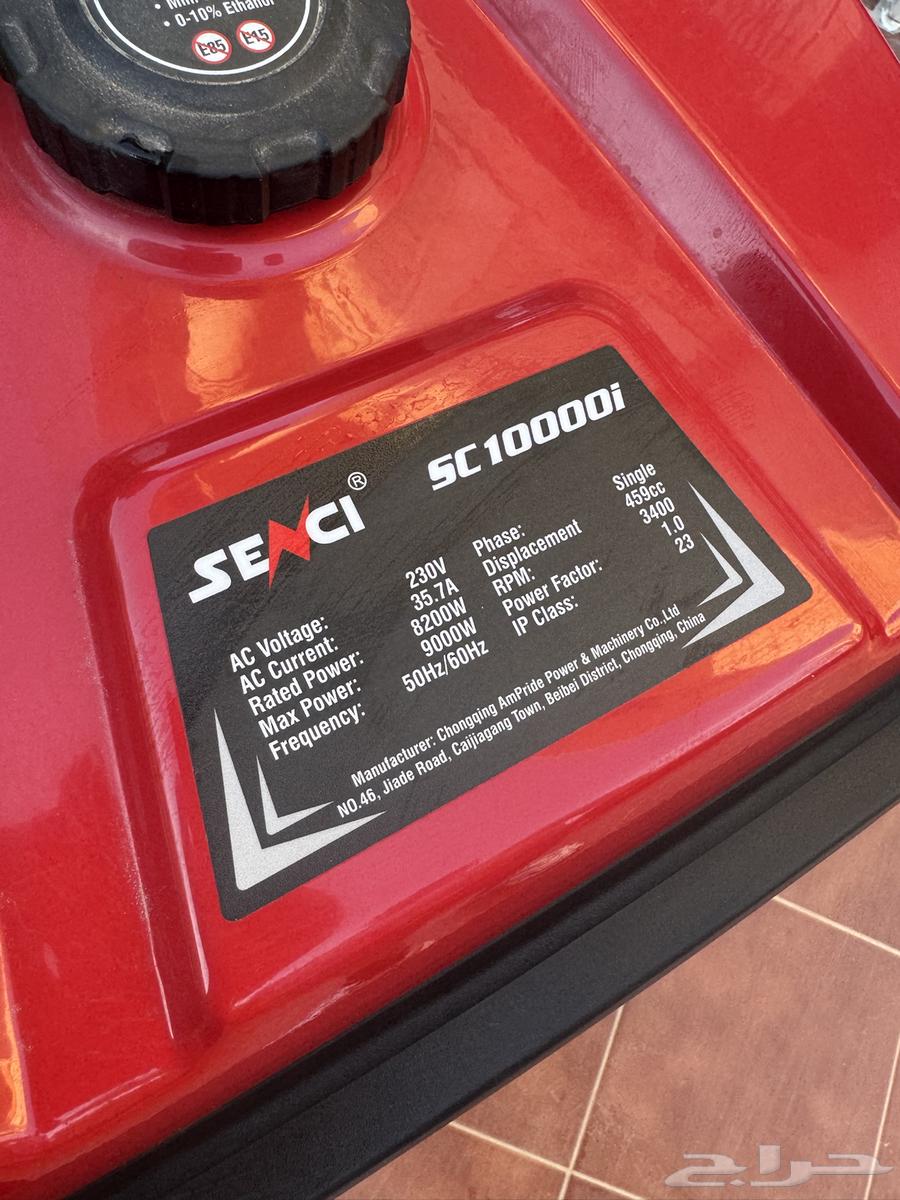 • 0-10% Ethanol
E85 E15
SENCI® SC10000i
AC Voltage: 230V Phase: Single
AC Current: 35.7A Displacement 459cc
Rated Power: 8200W RPM: 3400
Max Power: 9000W Power Factor: 1.0
Frequency: 50Hz/60Hz IP Class: 23
Manufacturer: Chongqing AmPride Power & Machinery Co.,Ltd
NO.46, Jiade Road, Caijiagang Town, Beibei District, Chongqing, China
حراج